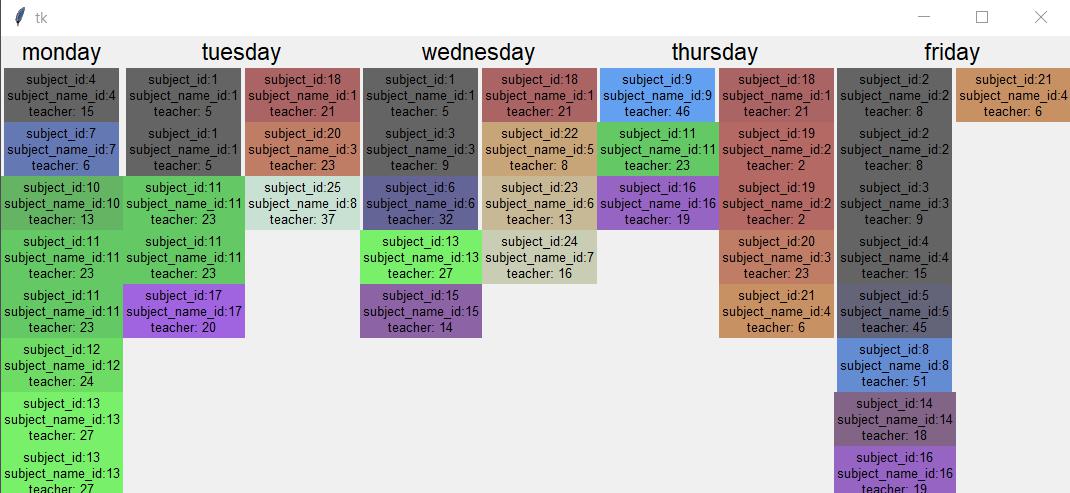 tk
monday
tuesday
wednesday
thursday
friday
subject_id:4
subject_name_id:4
teacher: 15
subject_id:7
subject_name_id:7
teacher: 6
subject_id:10
subject_name_id:10
teacher: 13
subject_id:11
subject_name_id:11
teacher: 23
subject_id:11
subject_name_id:11
teacher: 23
subject_id:12
subject_name_id:12
teacher: 24
subject_id:13
subject_name_id:13
teacher: 27
subject_id:13
subject_name_id:13
teacher: 27
subject_id:1
subject_name_id:1
teacher: 5
subject_id:1
subject_name_id:1
teacher: 5
subject_id:11
subject_name_id:11
teacher: 23
subject_id:11
subject_name_id:11
teacher: 23
subject_id:17
subject_name_id:17
teacher: 20
subject_id:18
subject_name_id:1
teacher: 21
subject_id:20
subject_name_id:3
teacher: 23
subject_id:25
subject_name_id:8
teacher: 37
subject_id:1
subject_name_id:1
teacher: 5
subject_id:3
subject_name_id:3
teacher: 9
subject_id:6
subject_name_id:6
teacher: 32
subject_id:13
subject_name_id:13
teacher: 27
subject_id:15
subject_name_id:15
teacher: 14
subject_id:18
subject_name_id:1
teacher: 21
subject_id:22
subject_name_id:5
teacher: 8
subject_id:23
subject_name_id:6
teacher: 13
subject_id:24
subject_name_id:7
teacher: 16
subject_id:9
subject_name_id:9
teacher: 46
subject_id:11
subject_name_id:11
teacher: 23
subject_id:16
subject_name_id:16
teacher: 19
subject_id:18
subject_name_id:1
teacher: 21
subject_id:19
subject_name_id:2
teacher: 2
subject_id:19
subject_name_id:2
teacher: 2
subject_id:20
subject_name_id:3
teacher: 23
subject_id:21
subject_name_id:4
teacher: 6
subject_id:2
subject_name_id:2
teacher: 8
subject_id:2
subject_name_id:2
teacher: 8
subject_id:3
subject_name_id:3
teacher: 9
subject_id:4
subject_name_id:4
teacher: 15
subject_id:5
subject_name_id:5
teacher: 45
subject_id:8
subject_name_id:8
teacher: 51
subject_id:14
subject_name_id:14
teacher: 18
subject_id:16
subject_name_id:16
teacher: 19
subject_id:21
subject_name_id:4
teacher: 6